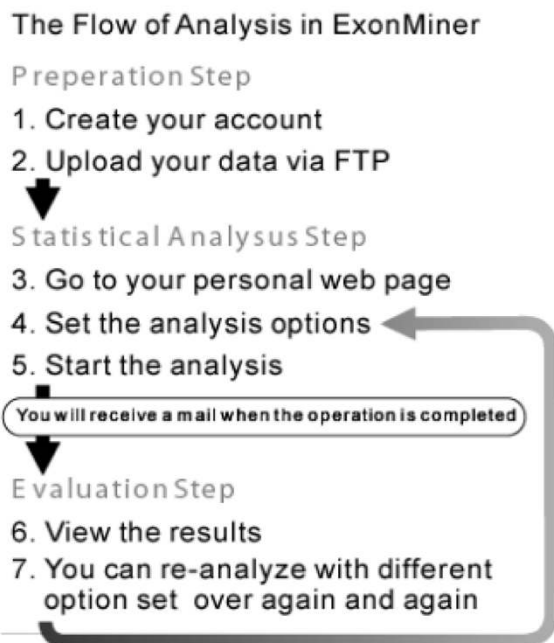 The Flow of Analysis in ExonMiner
Preperation Step
1. Create your account
2. Upload your data via FTP
Statistical Analysus Step
3. Go to your personal web page
4. Set the analysis options
5. Start the analysis
You will receive a mail when the operation is completed
Evaluation Step
6. View the results
7. You can re-analyze with different
option set over again and again